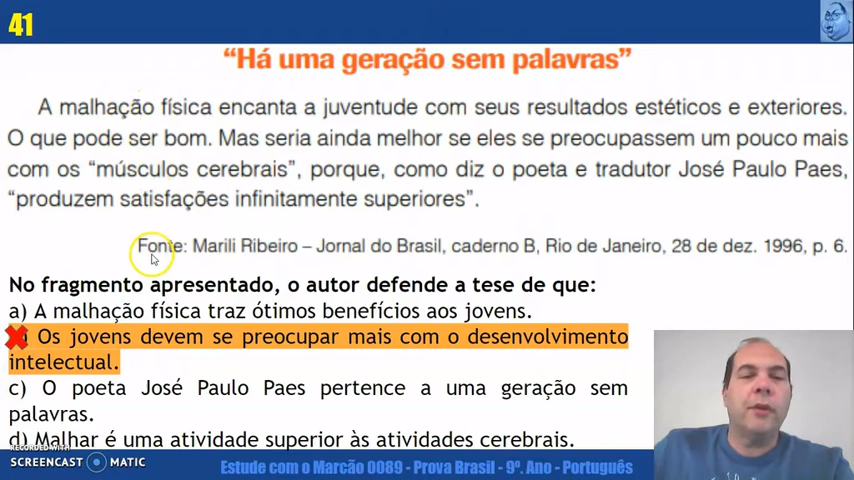 41
“Há uma geração sem palavras”
A malhação física encanta a juventude com seus resultados estéticos e exteriores.
O que pode ser bom. Mas seria ainda melhor se eles se preocupassem um pouco mais
com os “músculos cerebrais”, porque, como diz o poeta e tradutor José Paulo Paes,
“produzem satisfações infinitamente superiores”.
Fonte: Marili Ribeiro – Jornal do Brasil, caderno B, Rio de Janeiro, 28 de dez. 1996, p. 6.
No fragmento apresentado, o autor defende a tese de que:
a) A malhação física traz ótimos benefícios aos jovens.
) Os jovens devem se preocupar mais com o desenvolvimento
intelectual.
c) O poeta José Paulo Paes pertence a uma geração sem
palavras.
d) Malhar é uma atividade superior às atividades cerebrais.
RECORDED WITH
SCREENCAST MATIC
Estude com o Marcão 0089 - Prova Brasil - 9º. Ano - Português